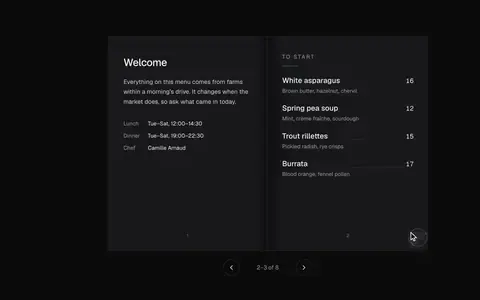 Welcome
Everything on this menu comes from farms
within a morning's drive. It changes when the
market does, so ask what came in today.
Lunch Tue–Sat, 12:00–14:30
Dinner Tue–Sat, 19:00–22:30
Chef Camille Arnaud
1
TO START
White asparagus 16
Brown butter, hazelnut, chervil
Spring pea soup 12
Mint, crème fraîche, sourdough
Trout rillettes 15
Pickled radish, rye crisps
Burrata 17
Blood orange, fennel pollen
2
2–3 of 8